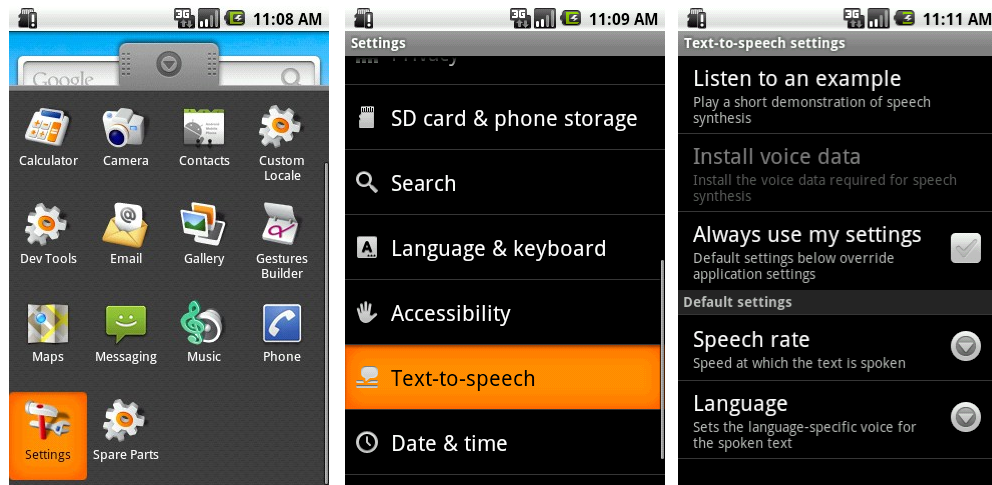 3G 11:08 AM
Google
Calculator Camera Contacts Custom
Locale
Dev Tools Email Gallery Gestures
Builder
Maps Messaging Music Phone
Settings Spare Parts
3G 11:09 AM
Settings
Privacy
SD card & phone storage
Search
Language & keyboard
Accessibility
Text-to-speech
Date & time
3G 11:11 AM
Text-to-speech settings
Listen to an example
Play a short demonstration of speech
synthesis
Install voice data
Install the voice data required for speech
synthesis
Always use my settings
Default settings below override
application settings
Default settings
Speech rate
Speed at which the text is spoken
Language
Sets the language-specific voice for
the spoken text